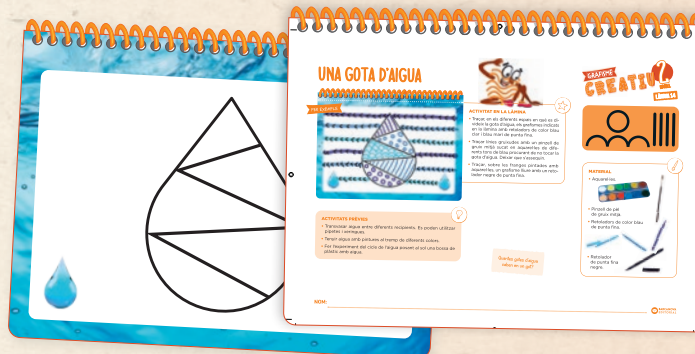 UNA GOTA D'AIGUA
PER EXEMPLE
ACTIVITAT EN LA LÀMINA
• Traçar, en els diferents espais en què es di-
videix la gota d'aigua, els grafismes indicats
en la làmina amb retoladors de color blau
clar i blau marí de punta fina.
• Traçar línies gruixudes amb un pinzell de
gruix mitjà sucat en aquarel·les de dife-
rents tons de blau procurant de no tocar la
gota d'aigua. Deixar que s'assequin.
• Traçar, sobre les franges pintades amb
aquarel·les, un grafisme lliure amb un reto-
lador negre de punta fina.
ACTIVITATS PRÈVIES
• Transvasar aigua entre diferents recipients. Es poden utilitzar
pipetes i xeringues.
• Tenyir aigua amb pintures al tremp de diferents colors.
• Fer l'experiment del cicle de l'aigua posant al sol una bossa de
plàstic amb aigua.
Quantes gotes d'aigua
caben en un got?
GRAFISME
CREATIU
LÀMINA 14
MATERIAL
• Aquarel·les.
• Pinzell de pèl
de gruix mitjà.
• Retoladors de color blau
de punta fina.
• Retolador
de punta fina
negre.
NOM: